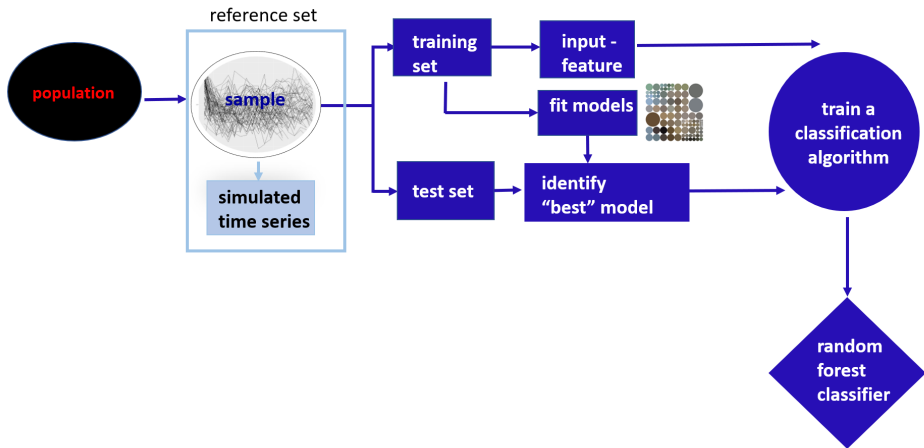 reference set
population
sample
simulated
time series
training
set
input -
feature
fit models
test set
identify
“best” model
train a
classification
algorithm
random
forest
classifier